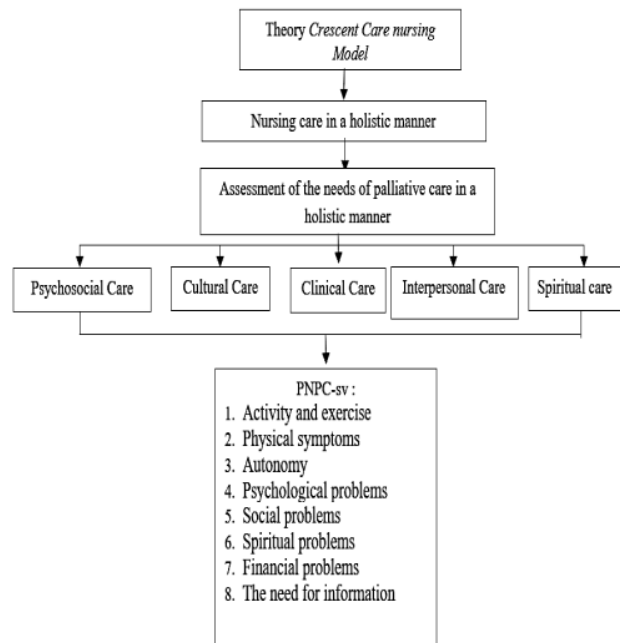 Theory Crescent Care nursing
Model
Nursing care in a holistic manner
Assessment of the needs of palliative care in a
holistic manner
Psychosocial Care
Cultural Care
Clinical Care
Interpersonal Care
Spiritual care
PNPC-sv :
1. Activity and exercise
2. Physical symptoms
3. Autonomy
4. Psychological problems
5. Social problems
6. Spiritual problems
7. Financial problems
8. The need for information